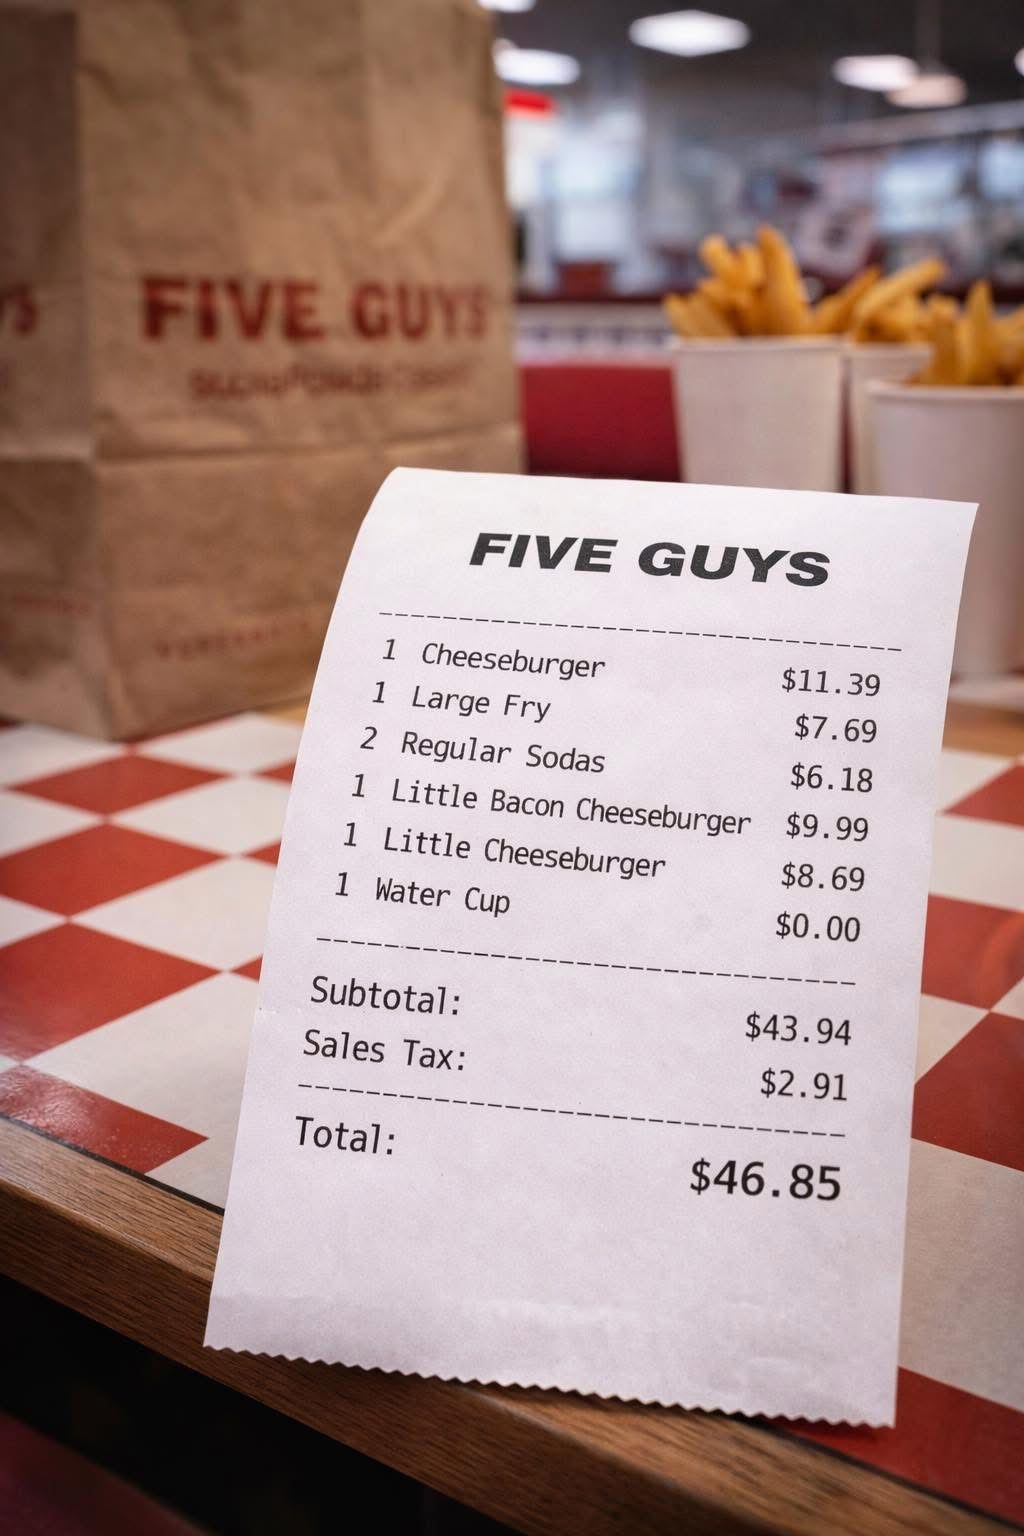 FIVE GUYS
FIVE GUYS
--------------------------------
1 Cheeseburger $11.39
1 Large Fry $7.69
2 Regular Sodas $6.18
1 Little Bacon Cheeseburger $9.99
1 Little Cheeseburger $8.69
1 Water Cup $0.00
--------------------------------
Subtotal: $43.94
Sales Tax: $2.91
--------------------------------
Total: $46.85